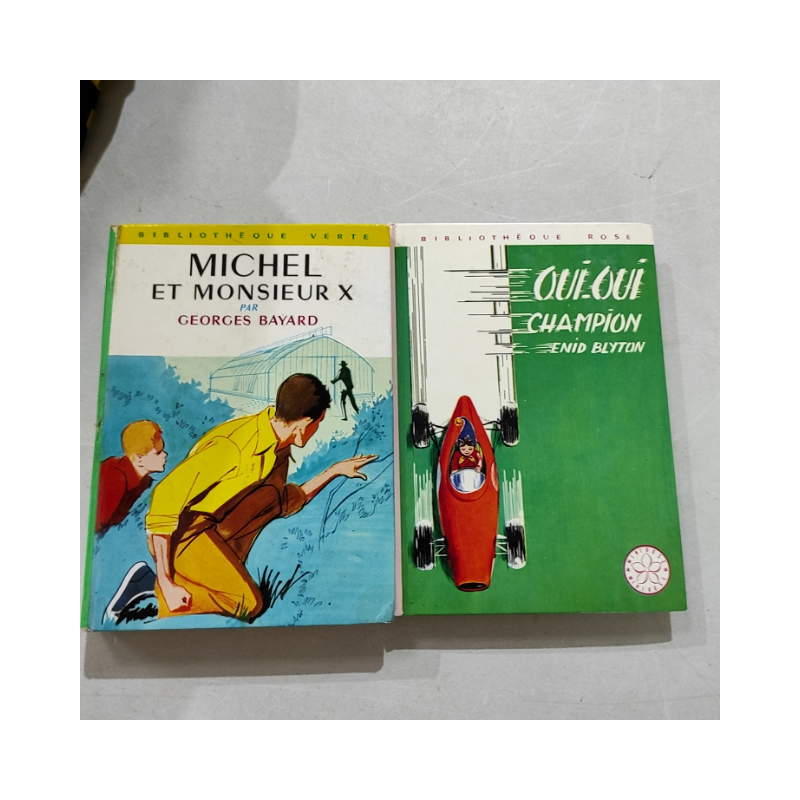 BIBLIOTHÈQUE VERTE
MICHEL
ET MONSIEUR X
PAR
GEORGES BAYARD
BIBLIOTHÈQUE ROSE
OUI-OUI
CHAMPION
ENID BLYTON